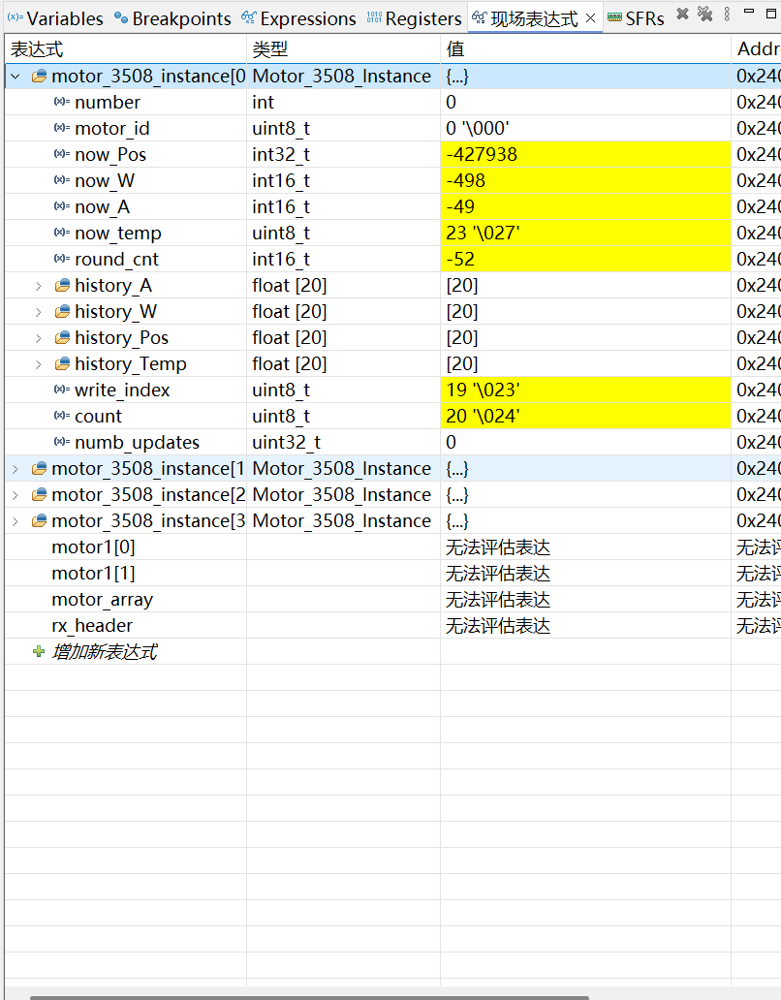 Variables Breakpoints Expressions Registers 现场表达式 SFRs
表达式 类型 值 Addr
motor_3508_instance[0 Motor_3508_Instance {...} 0x240
number int 0 0x240
motor_id uint8_t 0 '\000' 0x240
now_Pos int32_t -427938 0x240
now_W int16_t -498 0x240
now_A int16_t -49 0x240
now_temp uint8_t 23 '\027' 0x240
round_cnt int16_t -52 0x240
history_A float [20] [20] 0x240
history_W float [20] [20] 0x240
history_Pos float [20] [20] 0x240
history_Temp float [20] [20] 0x240
write_index uint8_t 19 '\023' 0x240
count uint8_t 20 '\024' 0x240
numb_updates uint32_t 0 0x240
motor_3508_instance[1 Motor_3508_Instance {...} 0x240
motor_3508_instance[2 Motor_3508_Instance {...} 0x240
motor_3508_instance[3 Motor_3508_Instance {...} 0x240
motor1[0] 无法评估表达 无法评
motor1[1] 无法评估表达 无法评
motor_array 无法评估表达 无法评
rx_header 无法评估表达 无法评
增加新表达式